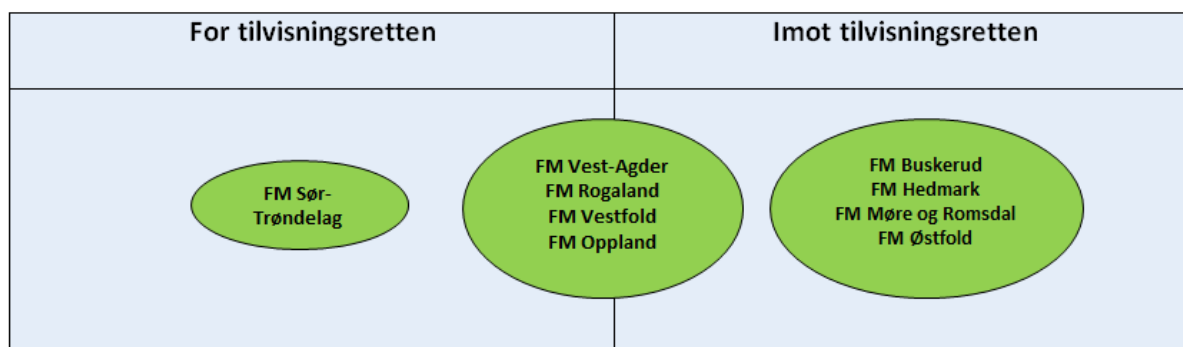 For tilvisningsretten
Imot tilvisningsretten
FM Sør-
Trøndelag
FM Vest-Agder
FM Rogaland
FM Vestfold
FM Oppland
FM Buskerud
FM Hedmark
FM Møre og Romsdal
FM Østfold